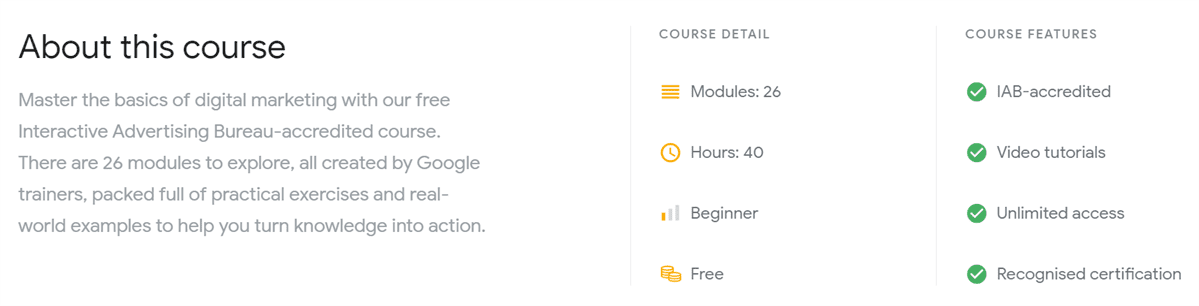 About this course
Master the basics of digital marketing with our free
Interactive Advertising Bureau-accredited course.
There are 26 modules to explore, all created by Google
trainers, packed full of practical exercises and real-
world examples to help you turn knowledge into action.
COURSE DETAIL
Modules: 26
Hours: 40
Beginner
Free
COURSE FEATURES
IAB-accredited
Video tutorials
Unlimited access
Recognised certification